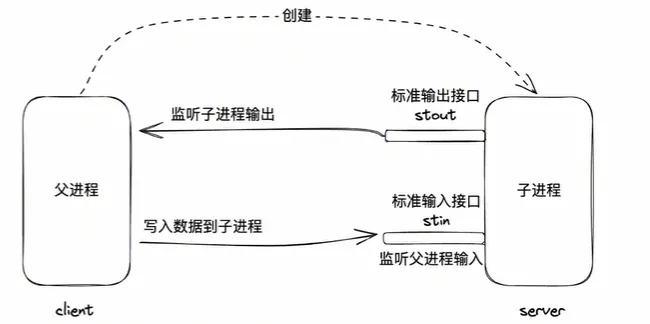 创建
标准输出接口
监听子进程输出
stout
父进程
子进程
标准输入接口
写入数据到子进程
stin
监听父进程输入
client
server